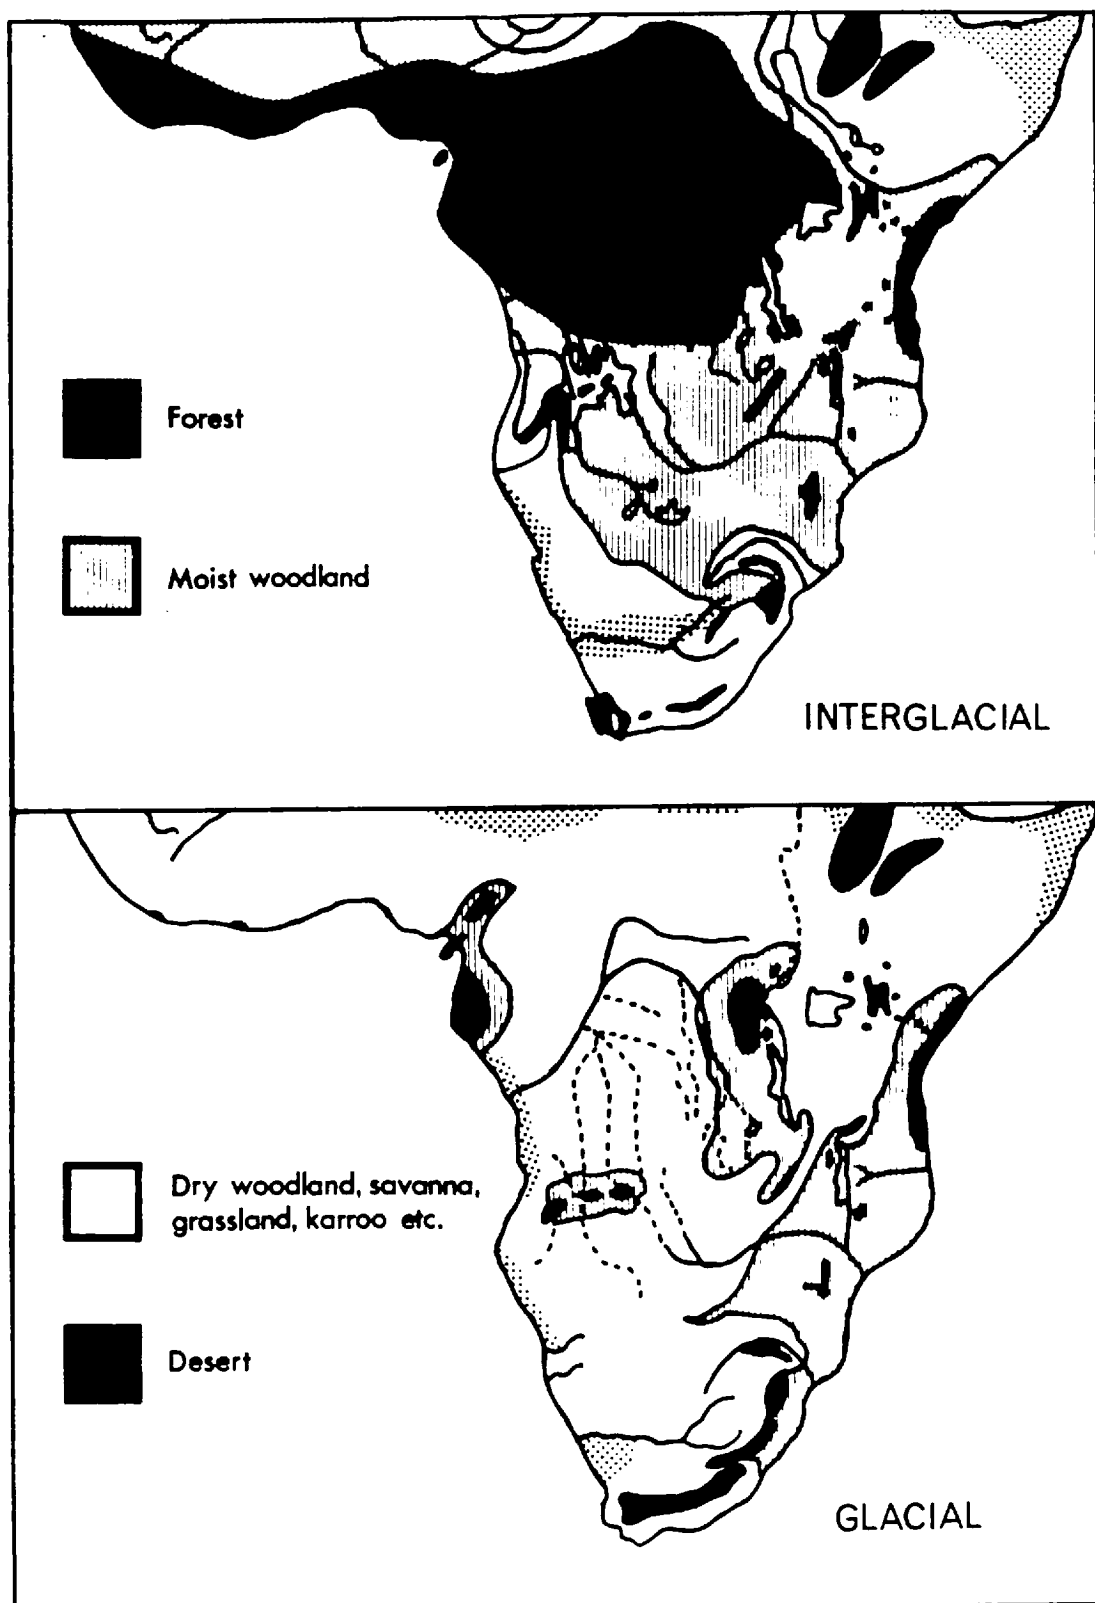 Forest
Moist woodland
INTERGLACIAL
Dry woodland, savanna,
grassland, karroo etc.
Desert
GLACIAL